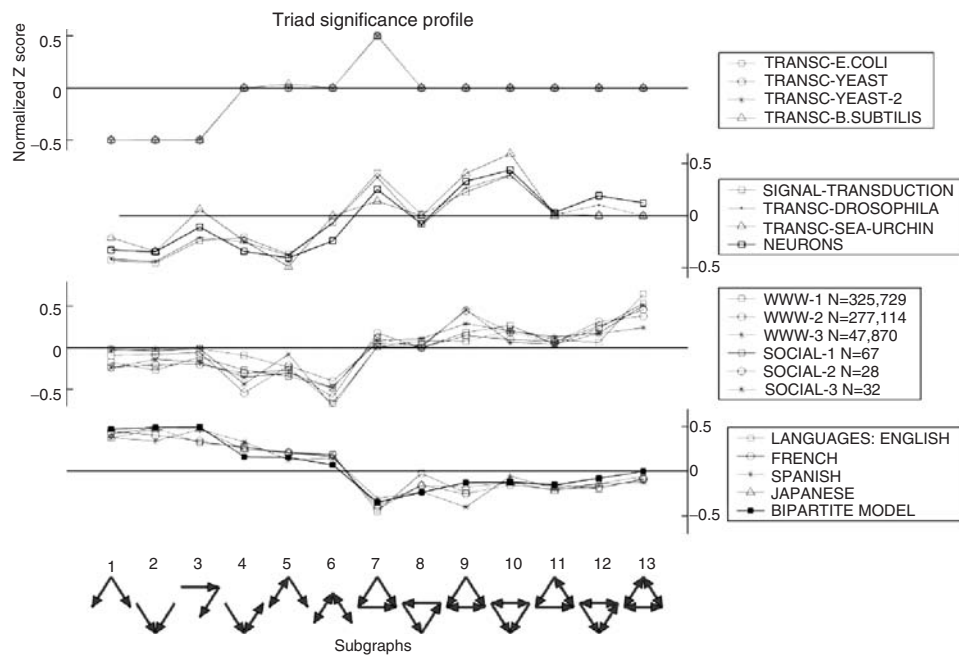 Triad significance profile
Normalized Z score
0.5
0
−0.5
TRANSC-E.COLI
TRANSC-YEAST
TRANSC-YEAST-2
TRANSC-B.SUBTILIS
0.5
0
−0.5
SIGNAL-TRANSDUCTION
TRANSC-DROSOPHILA
TRANSC-SEA-URCHIN
NEURONS
0.5
0
−0.5
WWW-1 N=325,729
WWW-2 N=277,114
WWW-3 N=47,870
SOCIAL-1 N=67
SOCIAL-2 N=28
SOCIAL-3 N=32
0.5
0
−0.5
LANGUAGES: ENGLISH
FRENCH
SPANISH
JAPANESE
BIPARTITE MODEL
1 2 3 4 5 6 7 8 9 10 11 12 13
Subgraphs